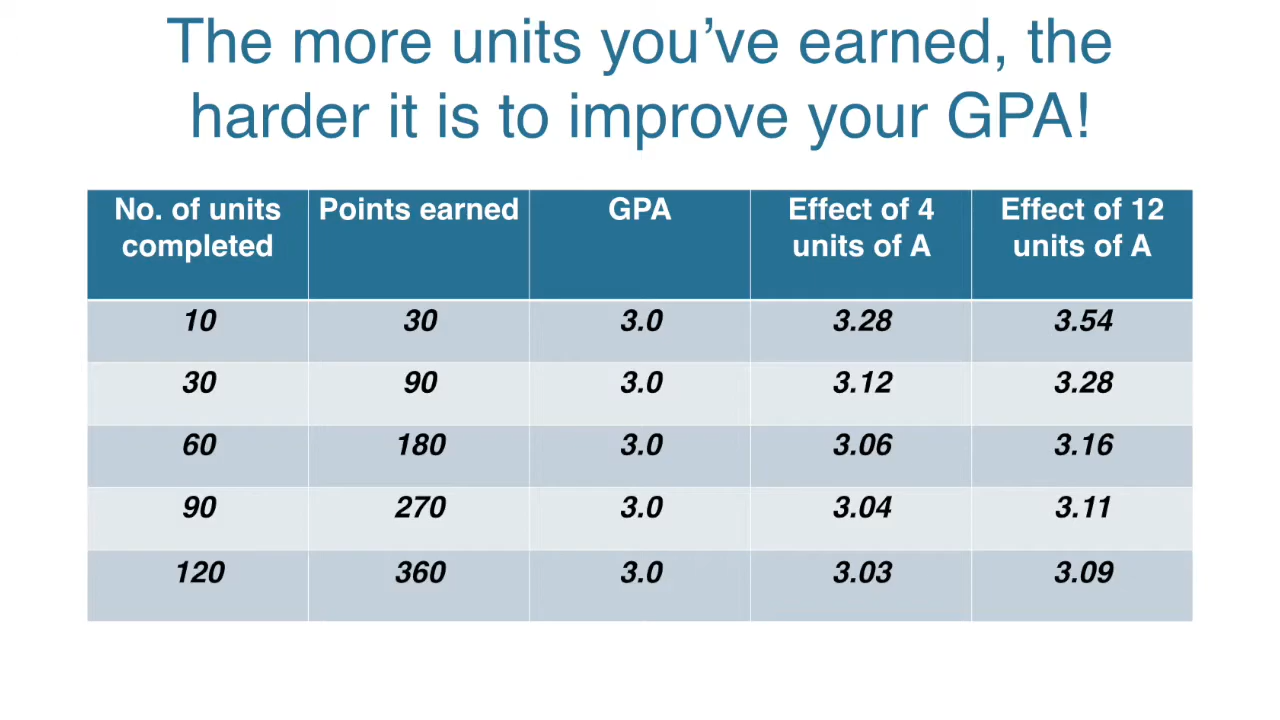 The more units you’ve earned, the
harder it is to improve your GPA!
No. of units completed Points earned GPA Effect of 4 units of A Effect of 12 units of A
10 30 3.0 3.28 3.54
30 90 3.0 3.12 3.28
60 180 3.0 3.06 3.16
90 270 3.0 3.04 3.11
120 360 3.0 3.03 3.09